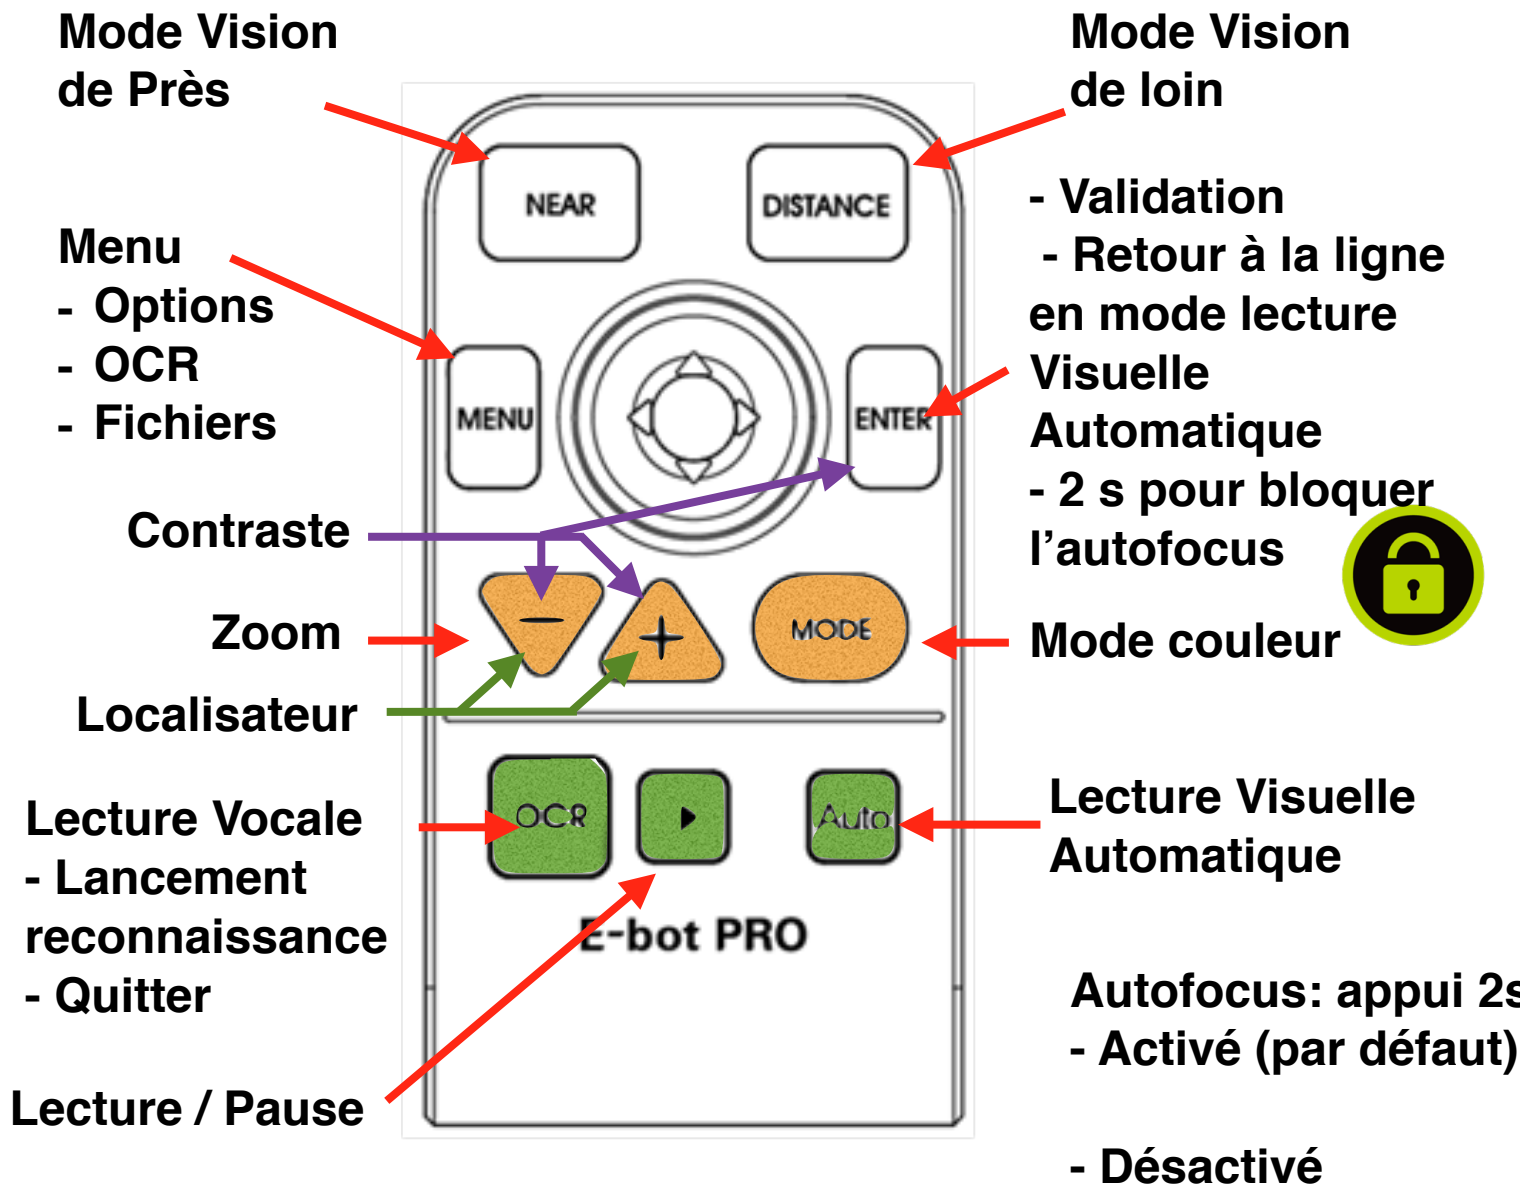 Mode Vision
de Près
Mode Vision
de loin
NEAR
DISTANCE
- Validation
- Retour à la ligne
en mode lecture
Visuelle
Automatique
- 2 s pour bloquer
l’autofocus
Menu
- Options
- OCR
- Fichiers
MENU
ENTER
Contraste
Zoom
−
+
MODE
Mode couleur
Localisateur
Lecture Vocale
- Lancement
reconnaissance
- Quitter
OCR
Auto
Lecture Visuelle
Automatique
E-bot PRO
Autofocus: appui 2s
- Activé (par défaut)
Lecture / Pause
- Désactivé